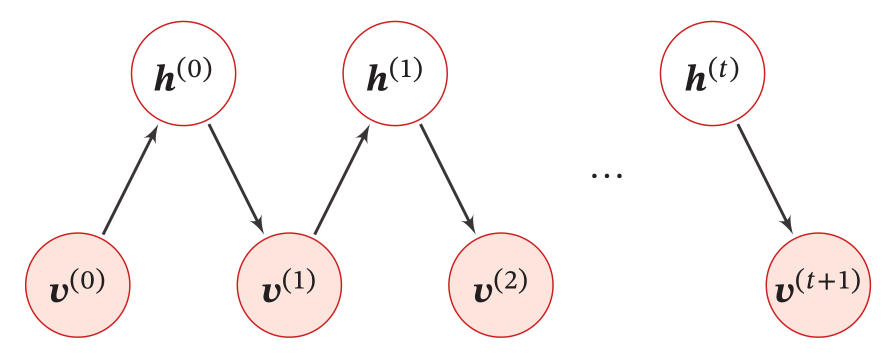 h(0) h(1) h(t)
...
v(0) v(1) v(2) v(t+1)